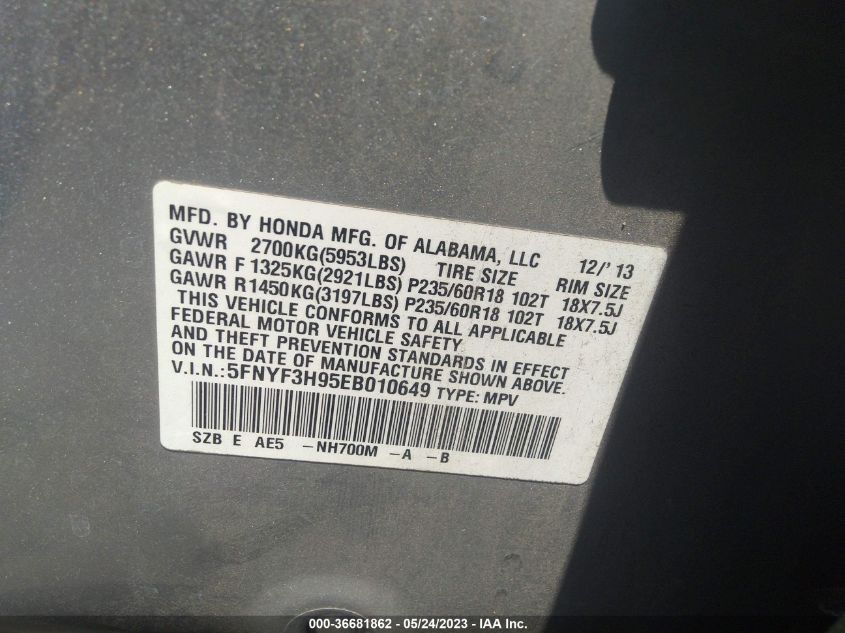 MFD. BY HONDA MFG. OF ALABAMA, LLC 12/' 13
GVWR 2700KG(5953LBS) TIRE SIZE RIM SIZE
GAWR F 1325KG(2921LBS) P235/60R18 102T 18X7.5J
GAWR R 1450KG(3197LBS) P235/60R18 102T 18X7.5J
THIS VEHICLE CONFORMS TO ALL APPLICABLE
FEDERAL MOTOR VEHICLE SAFETY
AND THEFT PREVENTION STANDARDS IN EFFECT
ON THE DATE OF MANUFACTURE SHOWN ABOVE.
V.I.N.:5FNYF3H95EB010649 TYPE: MPV
SZB E AE5 -NH700M -A -B
000-36681862 - 05/24/2023 - IAA Inc.